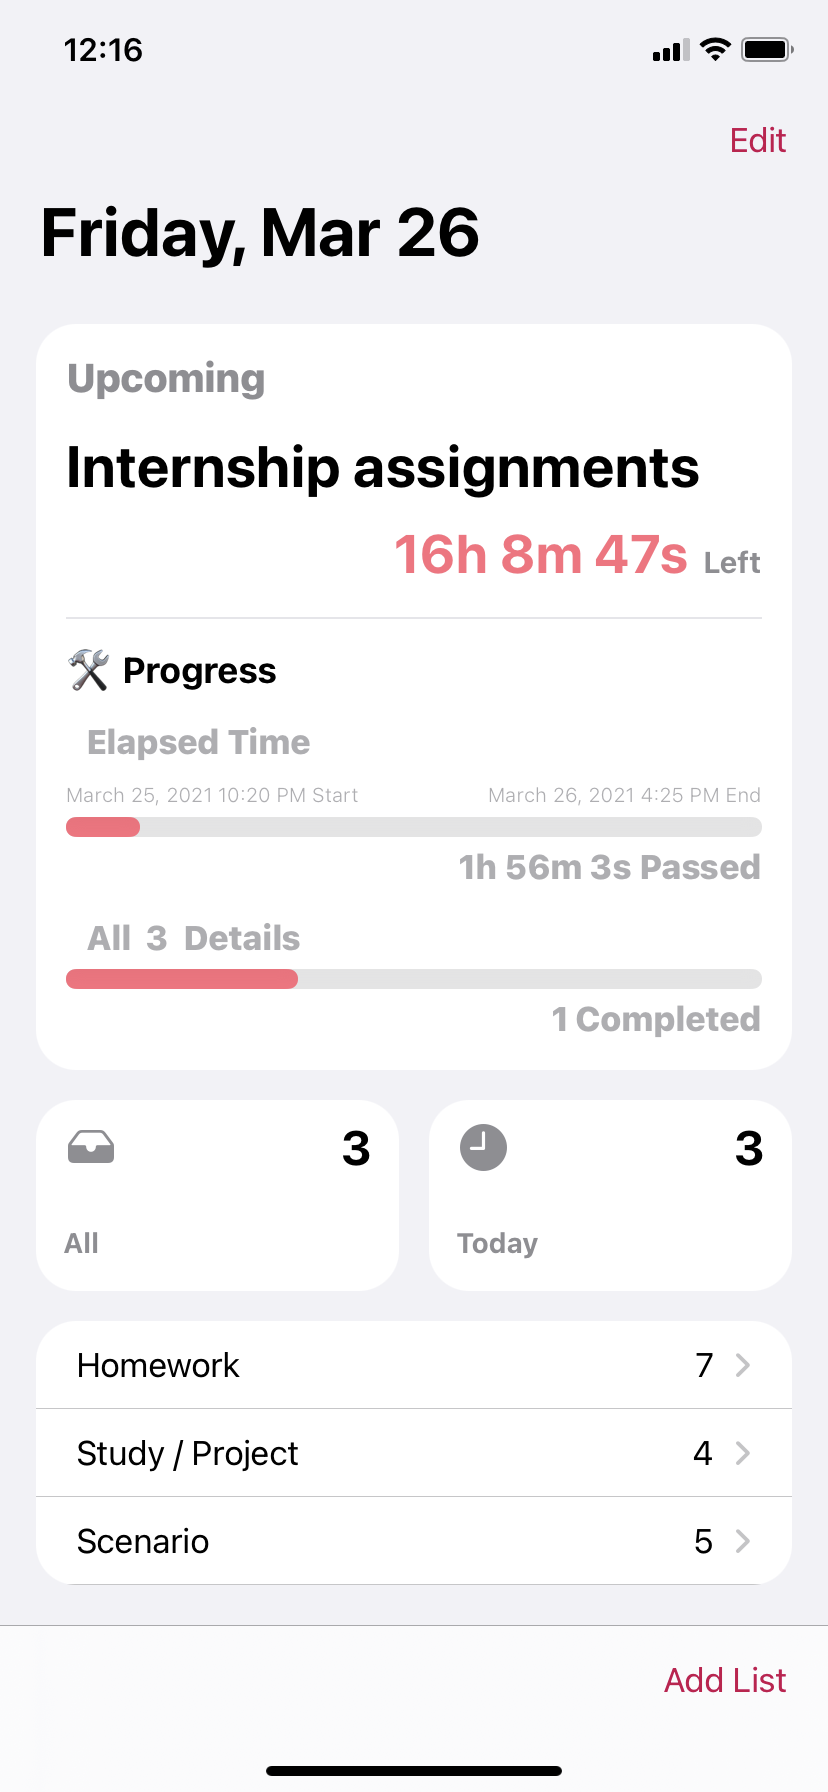 12:16
Edit
Friday, Mar 26
Upcoming
Internship assignments
16h 8m 47s Left
Progress
Elapsed Time
March 25, 2021 10:20 PM Start March 26, 2021 4:25 PM End
1h 56m 3s Passed
All 3 Details
1 Completed
3
All
3
Today
Homework 7
Study / Project 4
Scenario 5
Add List